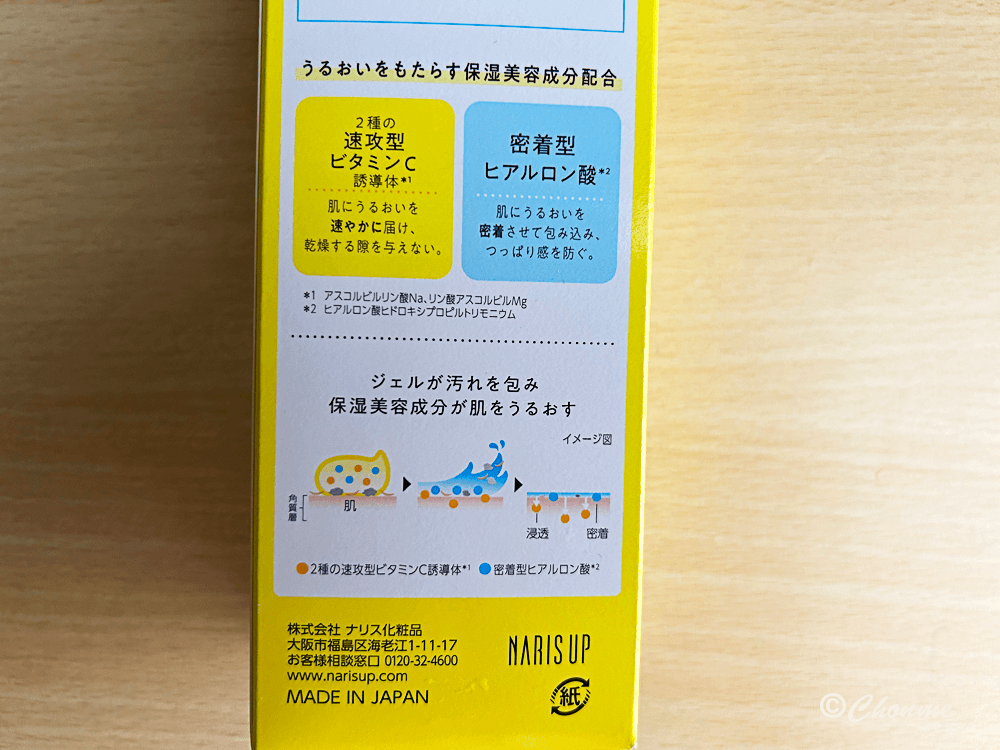 うるおいをもたらす保湿美容成分配合
2種の
速攻型
ビタミンC
誘導体*1
肌にうるおいを
速やかに届け、
乾燥する隙を与えない。
密着型
ヒアルロン酸*2
肌にうるおいを
密着させて包み込み、
つっぱり感を防ぐ。
*1 アスコルビルリン酸Na、リン酸アスコルビルMg
*2 ヒアルロン酸ヒドロキシプロピルトリモニウム
ジェルが汚れを包み
保湿美容成分が肌をうるおす
イメージ図
角質層
肌
浸透
密着
2種の速攻型ビタミンC誘導体*1 密着型ヒアルロン酸*2
株式会社 ナリス化粧品
大阪市福島区海老江1-11-17
お客様相談窓口 0120-32-4600
www.narisup.com
MADE IN JAPAN
NARIS UP
紙